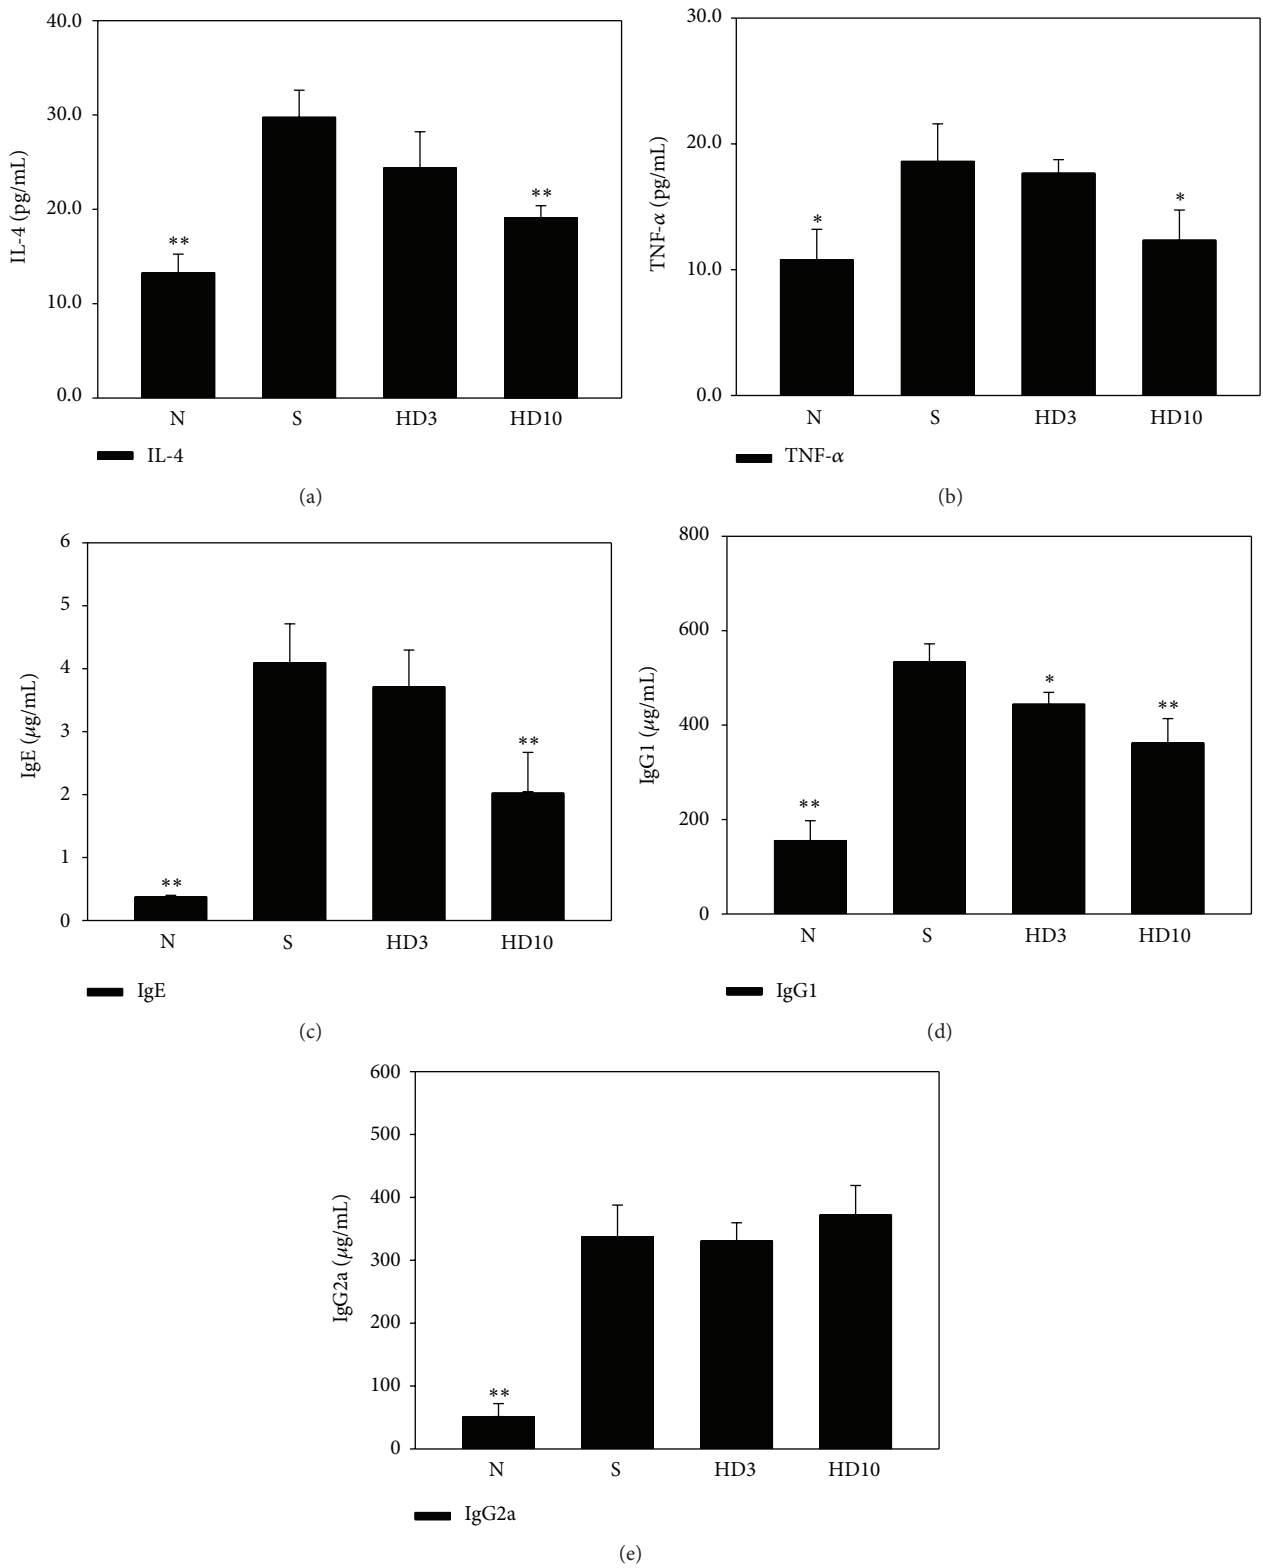 40.0
30.0
20.0
10.0
0.0
IL-4 (pg/mL)
**
**
N S HD3 HD10
IL-4
(a)
30.0
20.0
10.0
0.0
TNF-α (pg/mL)
*
*
N S HD3 HD10
TNF-α
(b)
6
5
4
3
2
1
0
IgE (μg/mL)
**
**
N S HD3 HD10
IgE
(c)
800
600
400
200
0
IgG1 (μg/mL)
**
*
**
N S HD3 HD10
IgG1
(d)
600
500
400
300
200
100
0
IgG2a (μg/mL)
**
N S HD3 HD10
IgG2a
(e)